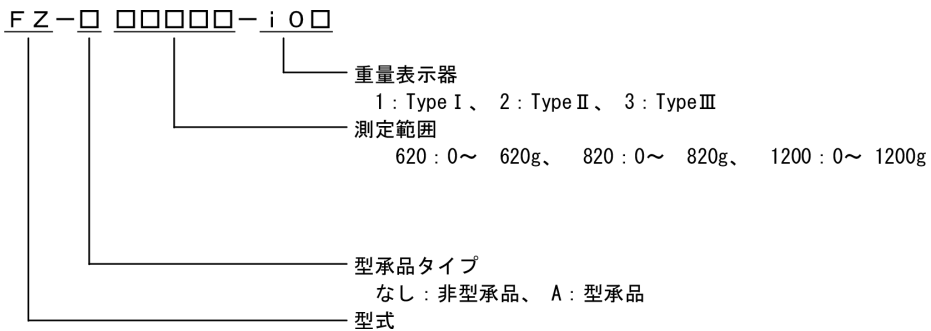 ＦＺ－□ □□□□□－ｉ０□
重量表示器
1：TypeⅠ、 2：TypeⅡ、 3：TypeⅢ
測定範囲
620：0～ 620g、 820：0～ 820g、 1200：0～ 1200g
型承品タイプ
なし：非型承品、 A：型承品
型式